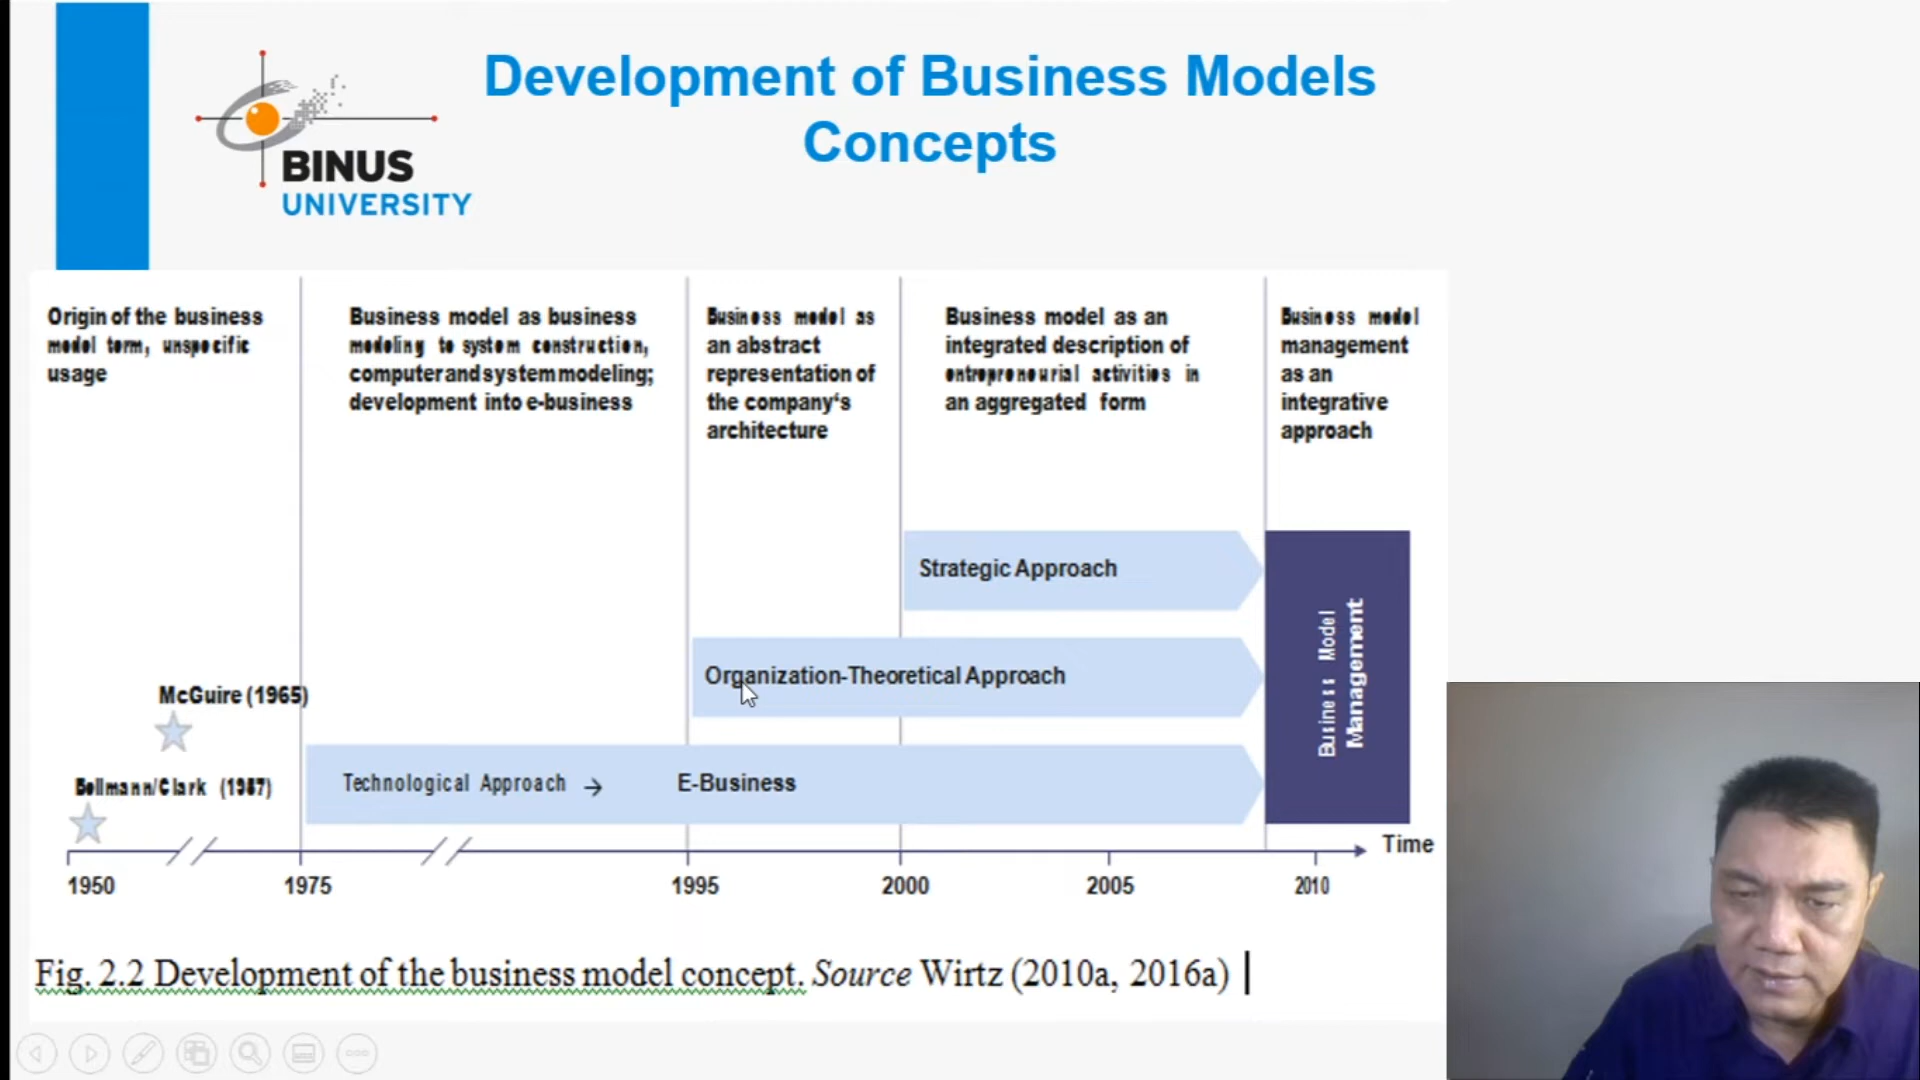 Development of Business Models
Concepts
BINUS
UNIVERSITY
Origin of the business
model term, unspecific
usage
Business model as business
modeling to system construction,
computer and system modeling;
development into e-business
Business model as
an abstract
representation of
the company's
architecture
Business model as an
integrated description of
entrepreneurial activities in
an aggregated form
Business model
management
as an
integrative
approach
Strategic Approach
Organization-Theoretical Approach
McGuire (1965)
Bellmann/Clark (1957)
Technological Approach → E-Business
Business Model
Management
Time
1950
1975
1995
2000
2005
2010
Fig. 2.2 Development of the business model concept. Source Wirtz (2010a, 2016a)